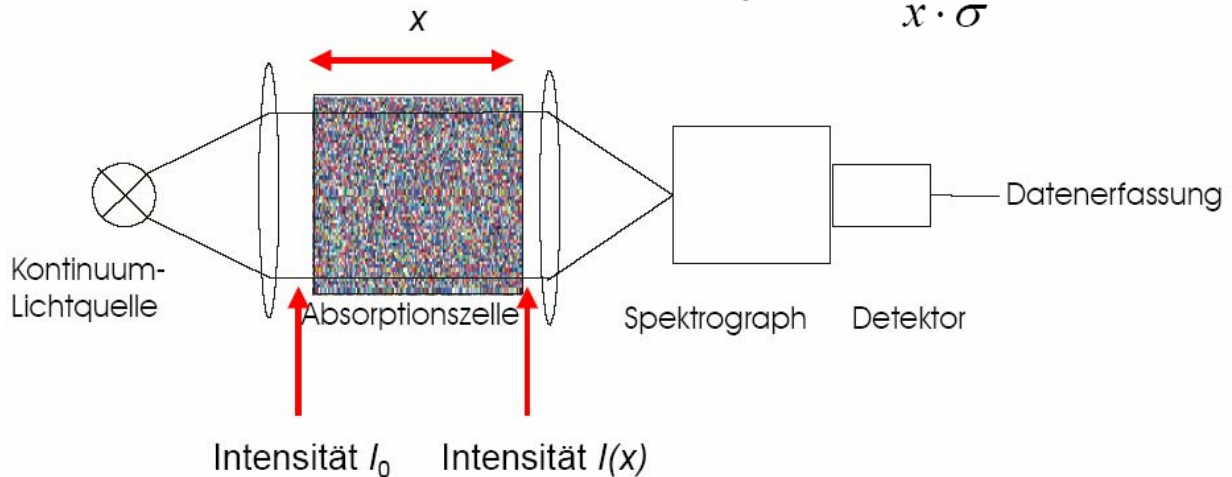 x · σ
x
Datenerfassung
Kontinuum-
Lichtquelle
Absorptionszelle
Spektrograph
Detektor
Intensität I₀
Intensität I(x)